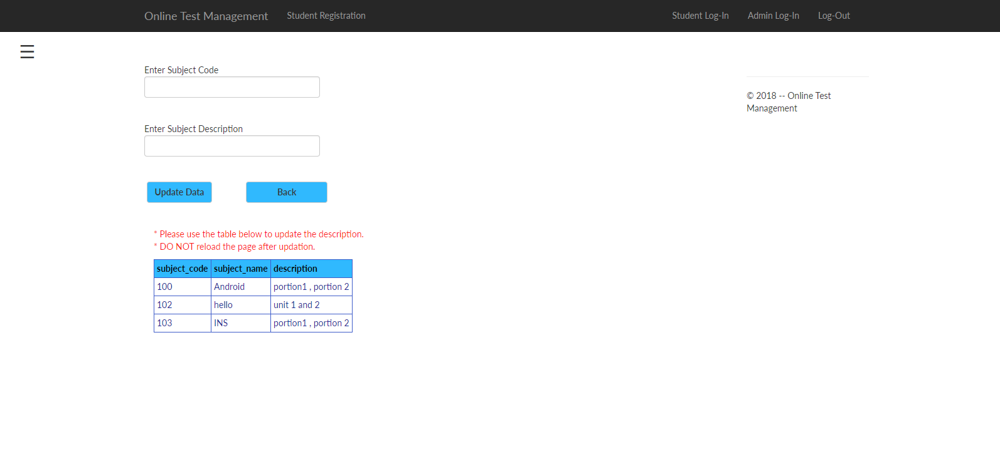 Online Test Management Student Registration Student Log-In Admin Log-In Log-Out
Enter Subject Code
Enter Subject Description
Update Data Back
* Please use the table below to update the description.
* DO NOT reload the page after updation.
subject_code subject_name description
100 Android portion1 , portion 2
102 hello unit 1 and 2
103 INS portion1 , portion 2
© 2018 -- Online Test
Management